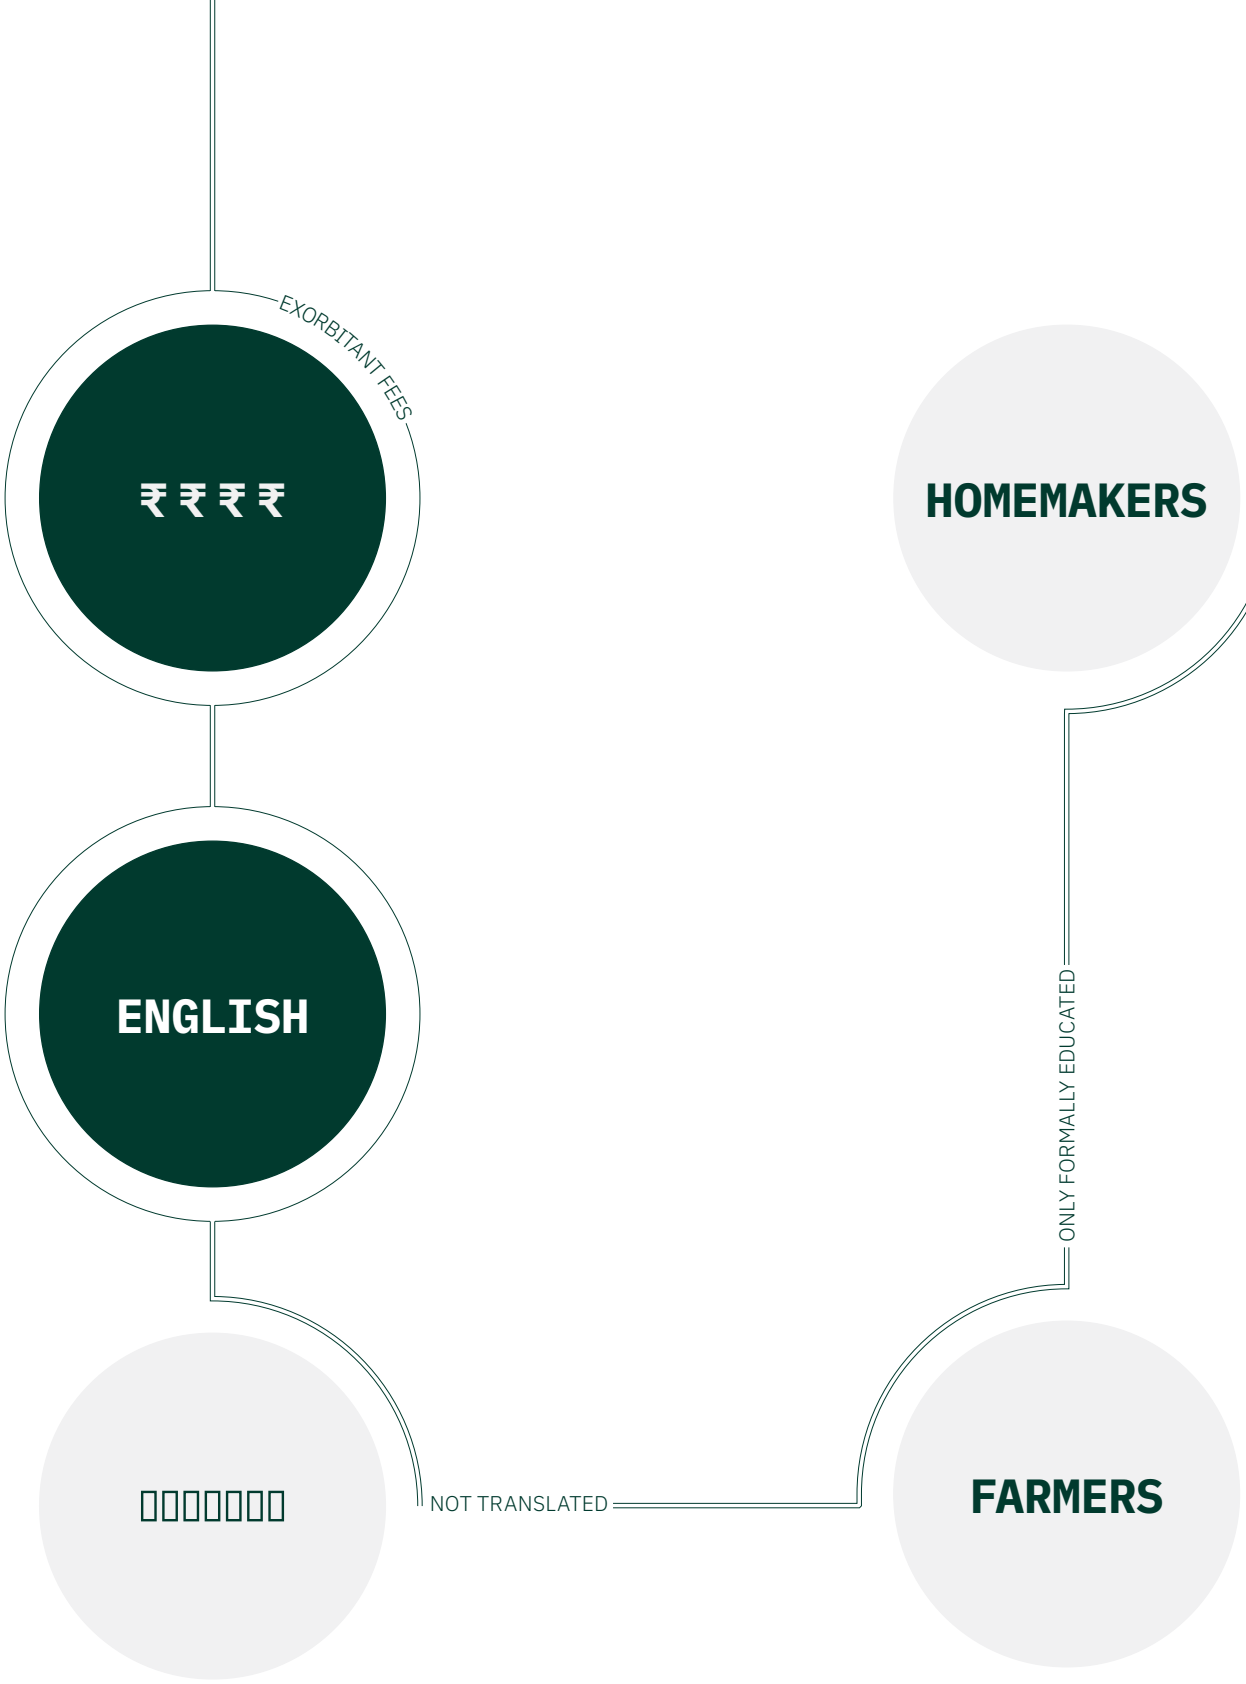 EXORBITANT FEES
₹ ₹ ₹ ₹
HOMEMAKERS
ENGLISH
ONLY FORMALLY EDUCATED
NOT TRANSLATED
FARMERS